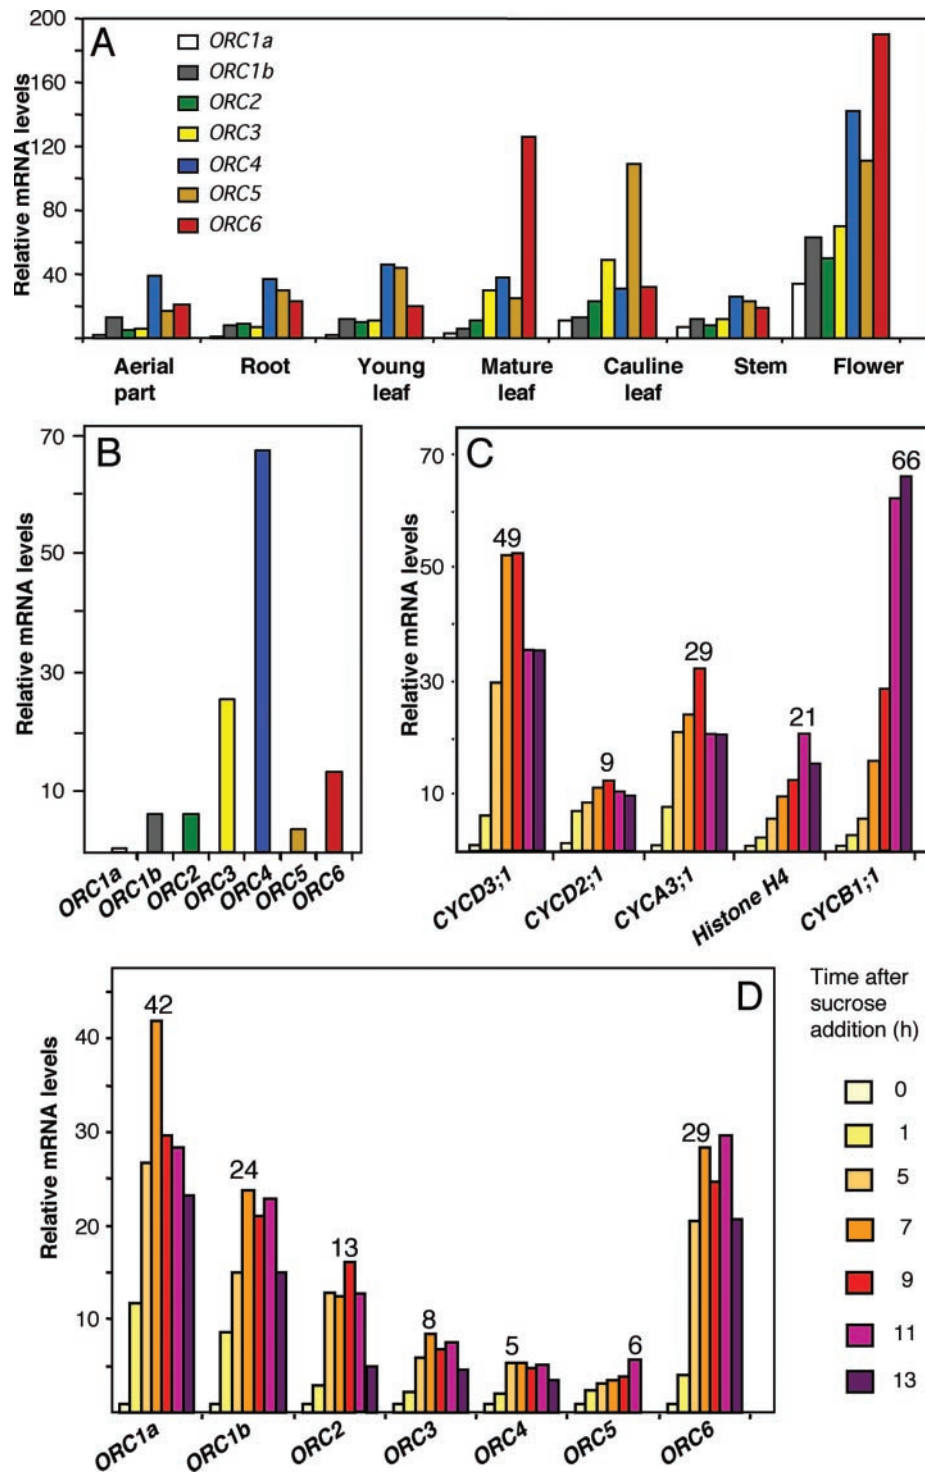 A
Relative mRNA levels
200
160
120
80
40
ORC1a
ORC1b
ORC2
ORC3
ORC4
ORC5
ORC6
Aerial part
Root
Young leaf
Mature leaf
Cauline leaf
Stem
Flower
B
Relative mRNA levels
70
50
30
10
ORC1a
ORC1b
ORC2
ORC3
ORC4
ORC5
ORC6
C
Relative mRNA levels
70
50
30
10
49
9
29
21
66
CYCD3;1
CYCD2;1
CYCA3;1
Histone H4
CYCB1;1
D
Relative mRNA levels
40
30
20
10
42
24
13
8
5
6
29
ORC1a
ORC1b
ORC2
ORC3
ORC4
ORC5
ORC6
Time after
sucrose
addition (h)
0
1
5
7
9
11
13